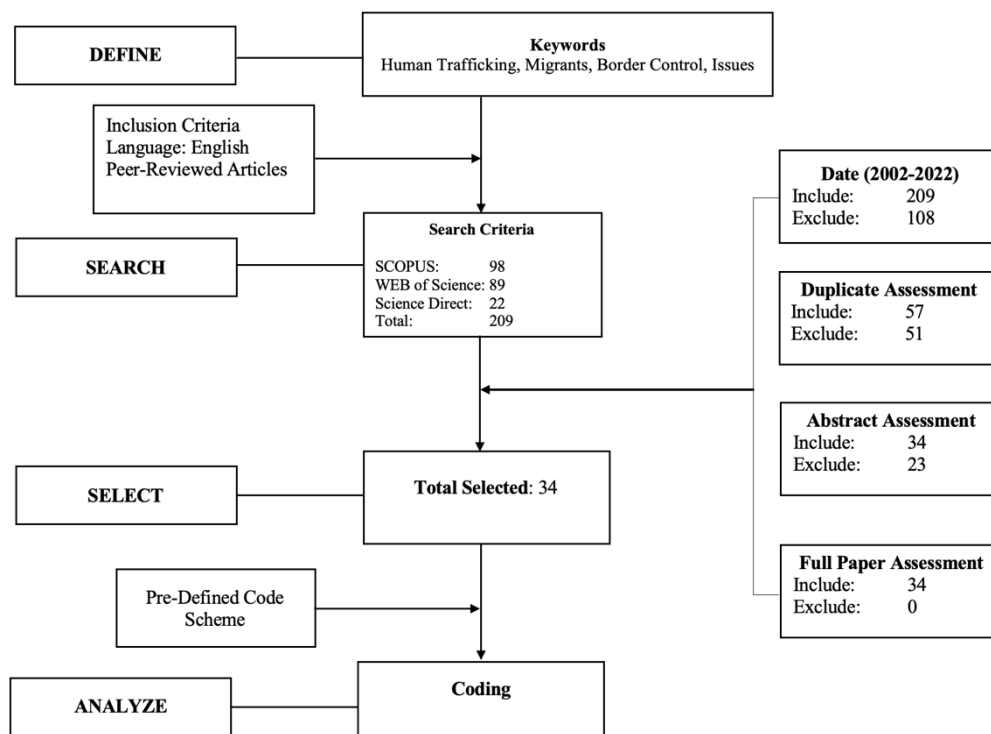 DEFINE
Keywords
Human Trafficking, Migrants, Border Control, Issues
Inclusion Criteria
Language: English
Peer-Reviewed Articles
SEARCH
Search Criteria
SCOPUS: 98
WEB of Science: 89
Science Direct: 22
Total: 209
Date (2002-2022)
Include: 209
Exclude: 108
Duplicate Assessment
Include: 57
Exclude: 51
Abstract Assessment
Include: 34
Exclude: 23
Full Paper Assessment
Include: 34
Exclude: 0
SELECT
Total Selected: 34
Pre-Defined Code
Scheme
ANALYZE
Coding